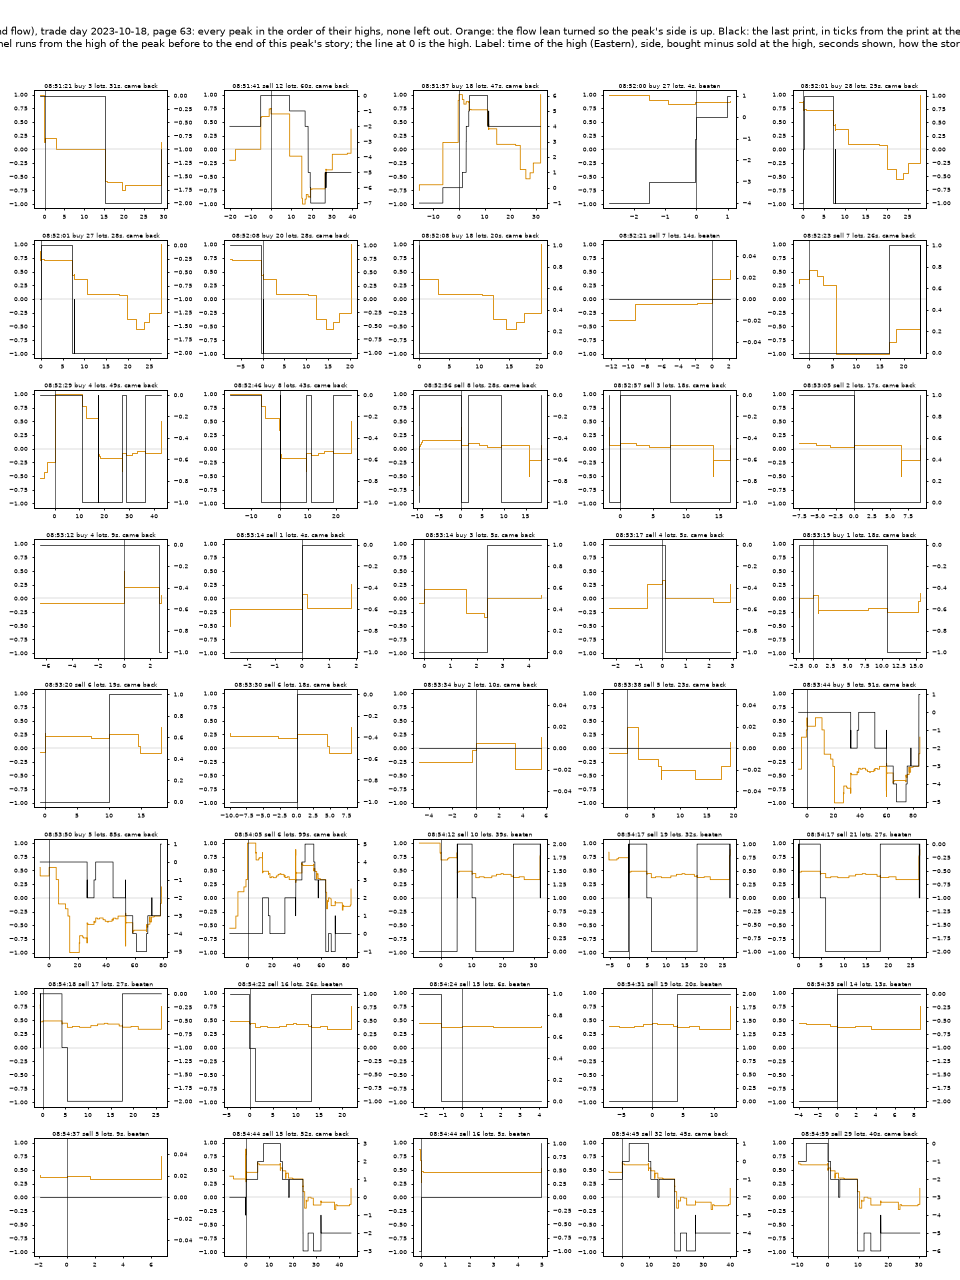 nd flow), trade day 2023-10-18, page 63: every peak in the order of their highs, none left out. Orange: the flow lean turned so the peak's side is up. Black: the last print, in ticks from the print at the
nel runs from the high of the peak before to the end of this peak's story; the line at 0 is the high. Label: time of the high (Eastern), side, bought minus sold at the high, seconds shown, how the stor
08:51:21 buy 3 lots. 31s. came back
08:51:41 sell 12 lots. 60s. came back
08:51:57 buy 18 lots. 47s. came back
08:52:00 buy 27 lots. 4s. beaten
08:52:01 buy 28 lots. 29s. came back
08:52:01 buy 27 lots. 28s. came back
08:52:08 buy 20 lots. 28s. came back
08:52:08 buy 18 lots. 20s. came back
08:52:21 sell 7 lots. 14s. beaten
08:52:23 sell 7 lots. 26s. came back
08:52:29 buy 4 lots. 49s. came back
08:52:46 buy 8 lots. 43s. came back
08:52:56 sell 8 lots. 28s. came back
08:52:57 sell 3 lots. 18s. came back
08:53:05 sell 2 lots. 17s. came back
08:53:12 buy 4 lots. 9s. came back
08:53:14 sell 1 lots. 4s. came back
08:53:14 buy 3 lots. 5s. came back
08:53:17 sell 4 lots. 5s. came back
08:53:19 buy 1 lots. 18s. came back
08:53:20 sell 6 lots. 19s. came back
08:53:30 sell 6 lots. 18s. came back
08:53:34 buy 2 lots. 10s. came back
08:53:38 sell 5 lots. 23s. came back
08:53:44 buy 5 lots. 91s. came back
08:53:50 buy 5 lots. 85s. came back
08:54:05 sell 6 lots. 99s. came back
08:54:12 sell 10 lots. 39s. beaten
08:54:17 sell 19 lots. 32s. beaten
08:54:17 sell 21 lots. 27s. beaten
08:54:18 sell 17 lots. 27s. beaten
08:54:22 sell 16 lots. 26s. beaten
08:54:24 sell 15 lots. 6s. beaten
08:54:31 sell 19 lots. 20s. beaten
08:54:35 sell 14 lots. 13s. beaten
08:54:37 sell 5 lots. 9s. beaten
08:54:44 sell 15 lots. 52s. came back
08:54:44 sell 16 lots. 5s. beaten
08:54:49 sell 32 lots. 45s. came back
08:54:59 sell 29 lots. 40s. came back